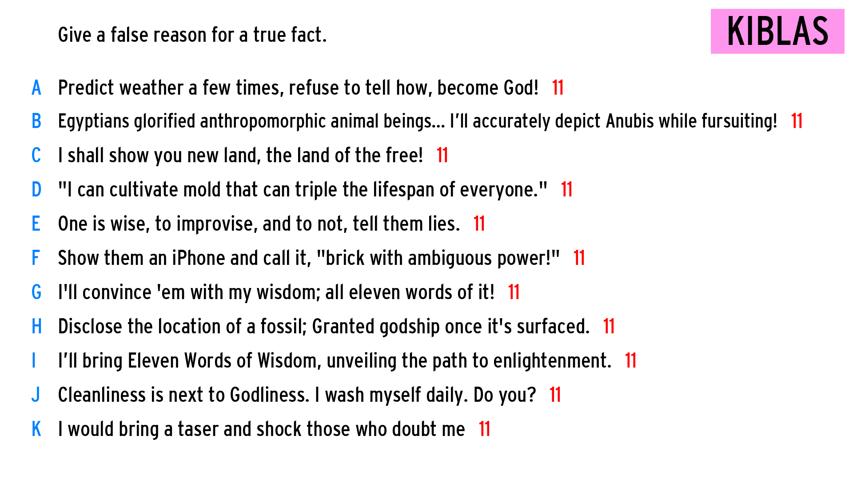 Give a false reason for a true fact.
KIBLAS
A Predict weather a few times, refuse to tell how, become God! 11
B Egyptians glorified anthropomorphic animal beings... I’ll accurately depict Anubis while fursuiting! 11
C I shall show you new land, the land of the free! 11
D "I can cultivate mold that can triple the lifespan of everyone." 11
E One is wise, to improvise, and to not, tell them lies. 11
F Show them an iPhone and call it, "brick with ambiguous power!" 11
G I'll convince 'em with my wisdom; all eleven words of it! 11
H Disclose the location of a fossil; Granted godship once it's surfaced. 11
I I’ll bring Eleven Words of Wisdom, unveiling the path to enlightenment. 11
J Cleanliness is next to Godliness. I wash myself daily. Do you? 11
K I would bring a taser and shock those who doubt me 11